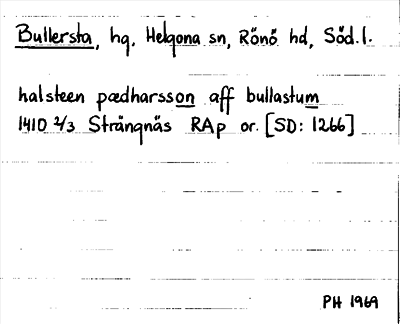 Bullersta, hg, Helgona sn, Rönö hd, Söd.l.
halsteen pædharsson aff bullastum
1410 2/3 Strängnäs RAp or. [SD: 1266]
PH 1969